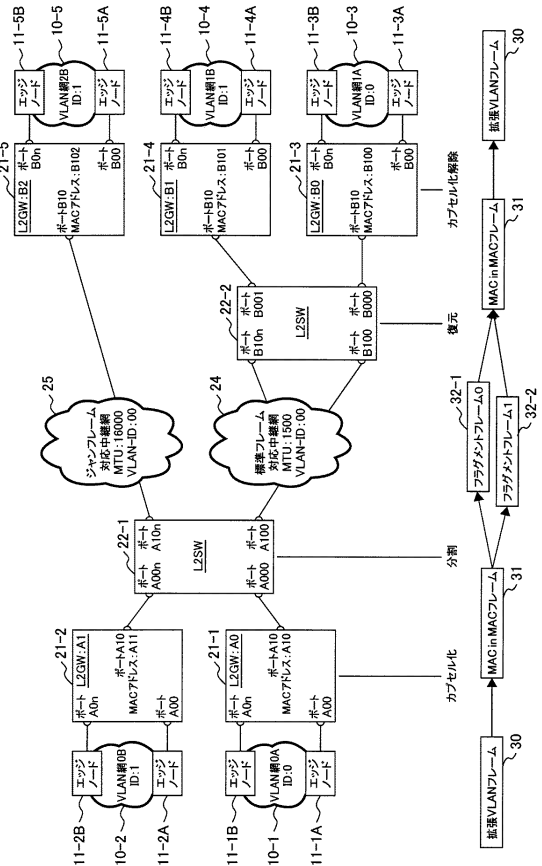 11-2B
エッジ
ノード
10-2
VLAN網0B
ID:1
エッジ
ノード
11-2A
21-2
L2GW:A1
ポート
A0n
ポートA10
MACアドレス:A11
ポート
A00
11-1B
エッジ
ノード
10-1
VLAN網0A
ID:0
エッジ
ノード
11-1A
21-1
L2GW:A0
ポート
A0n
ポートA10
MACアドレス:A10
ポート
A00
22-1
ポート
A00n
ポート
A10n
L2SW
ポート
A000
ポート
A100
25
ジャンフレーム
対応中継網
MTU:16000
VLAN-ID:00
24
標準フレーム
対応中継網
MTU:1500
VLAN-ID:00
22-2
ポート
B10n
ポート
B001
L2SW
ポート
B100
ポート
B000
21-5
L2GW:B2
ポート
B0n
ポートB10
MACアドレス:B102
ポート
B00
11-5B
エッジ
ノード
10-5
VLAN網2B
ID:1
エッジ
ノード
11-5A
21-4
L2GW:B1
ポート
B0n
ポートB10
MACアドレス:B101
ポート
B00
11-4B
エッジ
ノード
10-4
VLAN網1B
ID:1
エッジ
ノード
11-4A
21-3
L2GW:B0
ポート
B0n
ポートB10
MACアドレス:B100
ポート
B00
11-3B
エッジ
ノード
10-3
VLAN網1A
ID:0
エッジ
ノード
11-3A
カプセル化
分割
復元
カプセル化解除
拡張VLANフレーム
30
MAC in MACフレーム
31
フラグメントフレーム0
32-1
フラグメントフレーム1
32-2
MAC in MACフレーム
31
拡張VLANフレーム
30